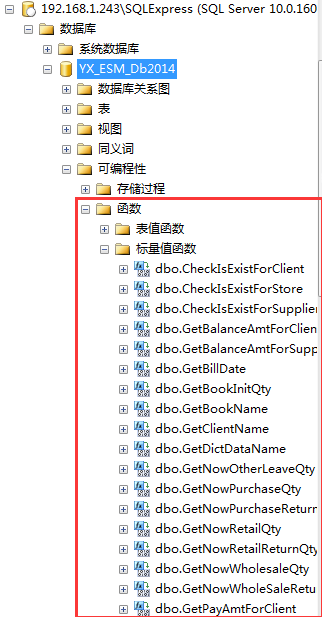 192.168.1.243\SQLExpress (SQL Server 10.0.160
数据库
系统数据库
YX_ESM_Db2014
数据库关系图
表
视图
同义词
可编程性
存储过程
函数
表值函数
标量值函数
dbo.CheckIsExistForClient
dbo.CheckIsExistForStore
dbo.CheckIsExistForSupplier
dbo.GetBalanceAmtForClien
dbo.GetBalanceAmtForSupp
dbo.GetBillDate
dbo.GetBookInitQty
dbo.GetBookName
dbo.GetClientName
dbo.GetDictDataName
dbo.GetNowOtherLeaveQty
dbo.GetNowPurchaseQty
dbo.GetNowPurchaseReturn
dbo.GetNowRetailQty
dbo.GetNowRetailReturnQty
dbo.GetNowWholesaleQty
dbo.GetNowWholeSaleRetu
dbo.GetPayAmtForClient